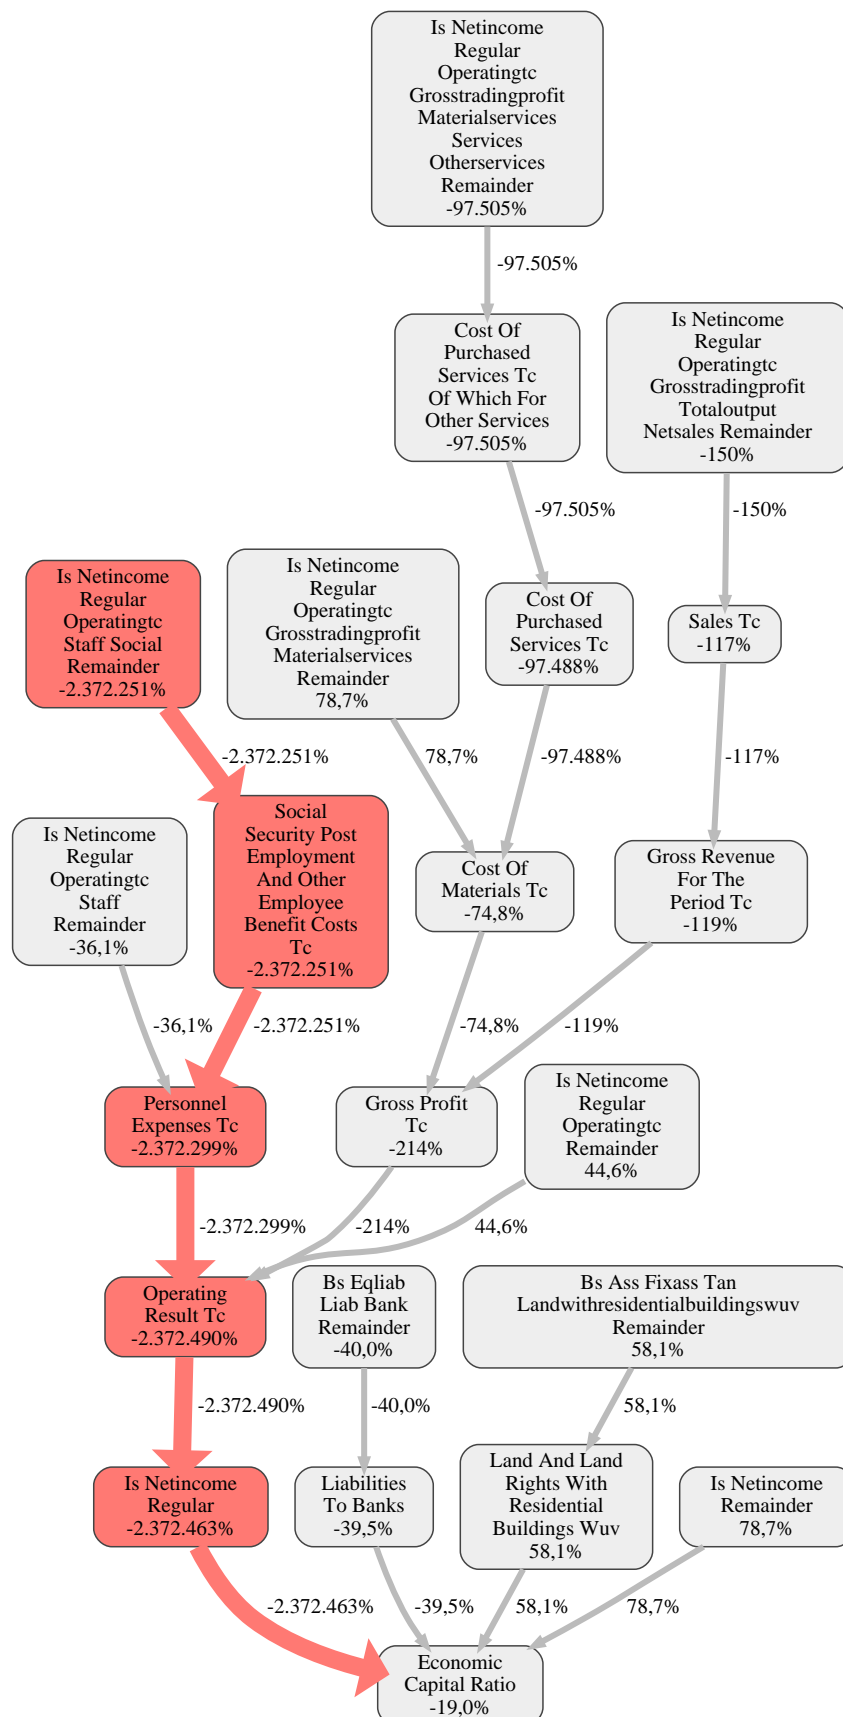 Is Netincome
Regular
Operatingtc
Grosstradingprofit
Materialservices
Services
Otherservices
Remainder
-97.505%
-97.505%
Cost Of
Purchased
Services Tc
Of Which For
Other Services
-97.505%
Is Netincome
Regular
Operatingtc
Grosstradingprofit
Totaloutput
Netsales Remainder
-150%
-97.505%
-150%
Is Netincome
Regular
Operatingtc
Staff Social
Remainder
-2.372.251%
Is Netincome
Regular
Operatingtc
Grosstradingprofit
Materialservices
Remainder
78,7%
Cost Of
Purchased
Services Tc
-97.488%
Sales Tc
-117%
-2.372.251%
78,7%
-97.488%
-117%
Is Netincome
Regular
Operatingtc
Staff
Remainder
-36,1%
Social
Security Post
Employment
And Other
Employee
Benefit Costs
Tc
-2.372.251%
Cost Of
Materials Tc
-74,8%
Gross Revenue
For The
Period Tc
-119%
-36,1%
-2.372.251%
-74,8%
-119%
Personnel
Expenses Tc
-2.372.299%
Gross Profit
Tc
-214%
Is Netincome
Regular
Operatingtc
Remainder
44,6%
-2.372.299%
-214%
44,6%
Operating
Result Tc
-2.372.490%
Bs Eqliab
Liab Bank
Remainder
-40,0%
Bs Ass Fixass Tan
Landwithresidentialbuildingswuv
Remainder
58,1%
-2.372.490%
-40,0%
58,1%
Is Netincome
Regular
-2.372.463%
Liabilities
To Banks
-39,5%
Land And Land
Rights With
Residential
Buildings Wuv
58,1%
Is Netincome
Remainder
78,7%
-2.372.463%
-39,5%
58,1%
78,7%
Economic
Capital Ratio
-19,0%